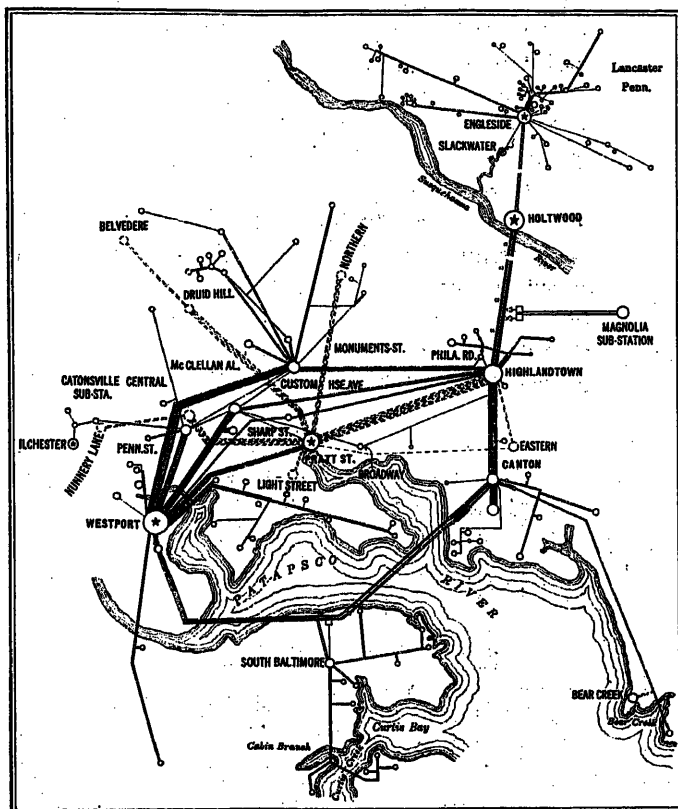 Lancaster
Penn.
ENGLESIDE
SLACKWATER
Susquehanna
River
HOLTWOOD
BELVEDERE
NORTHERN
DRUID HILL
MAGNOLIA
SUB-STATION
MONUMENTS-ST.
PHILA. RD.
Mc CLELLAN AL.
HIGHLANDTOWN
CATONSVILLE CENTRAL
SUB-STA.
CUSTOM HSE.AVE
ILCHESTER
NUNNERY LANE
PENN.ST.
SHARP ST.
PRATT ST.
EASTERN
BROADWAY
CANTON
LIGHT STREET
WESTPORT
PATAPSCO
RIVER
SOUTH BALTIMORE
BEAR CREEK
Bear Creek
Curtis Bay
Cabin Branch